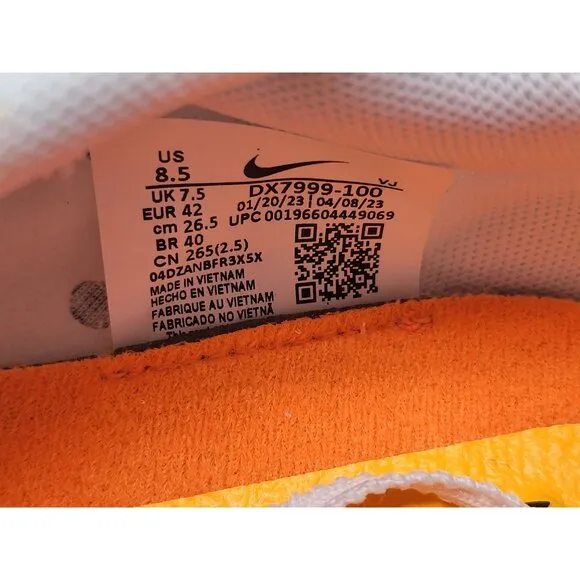 US
8.5
UK 7.5
EUR 42
cm 26.5
BR 40
CN 265(2.5)
04DZANBFR3X5X
MADE IN VIETNAM
HECHO EN VIETNAM
FABRIQUE AU VIETNAM
FABRICADO NO VIETNÃ
VJ
DX7999-100
01/20/23 | 04/08/23
UPC 00196604449069